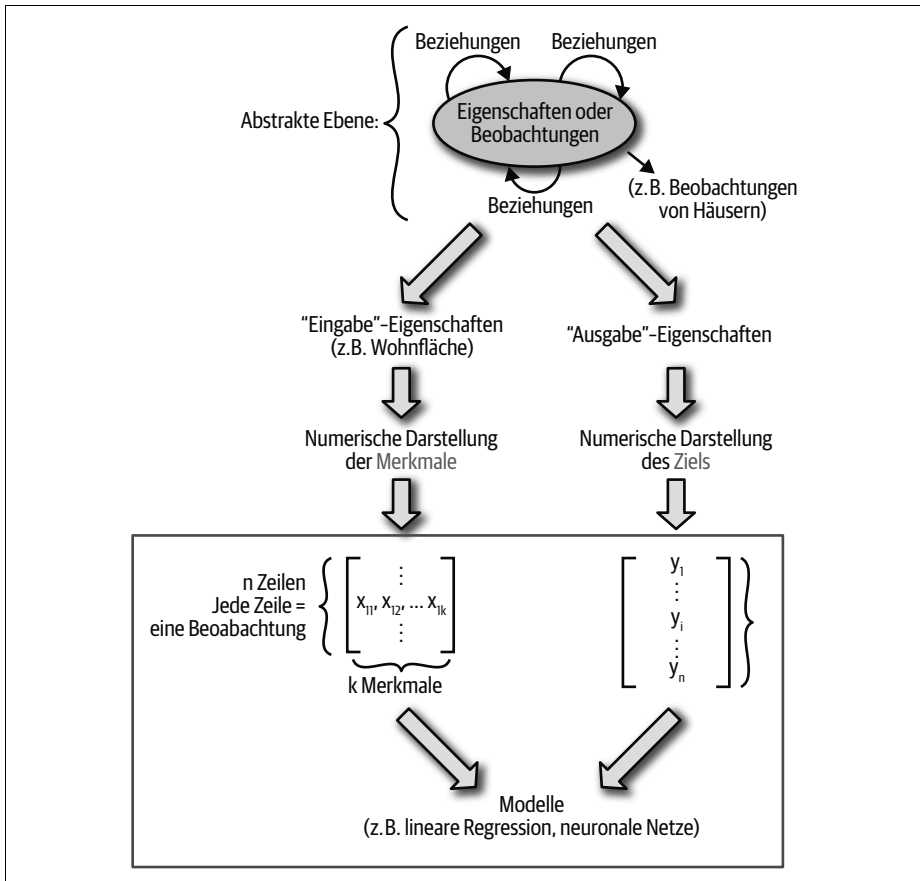 Beziehungen Beziehungen
Abstrakte Ebene:
Eigenschaften oder
Beobachtungen
(z.B. Beobachtungen
von Häusern)
Beziehungen
“Eingabe”-Eigenschaften
(z.B. Wohnfläche)
“Ausgabe”-Eigenschaften
Numerische Darstellung
der Merkmale
Numerische Darstellung
des Ziels
n Zeilen
Jede Zeile =
eine Beoabachtung
⋮
x₁₁, x₁₂, ... x₁ₖ
⋮
k Merkmale
y₁
⋮
yᵢ
⋮
yₙ
Modelle
(z.B. lineare Regression, neuronale Netze)